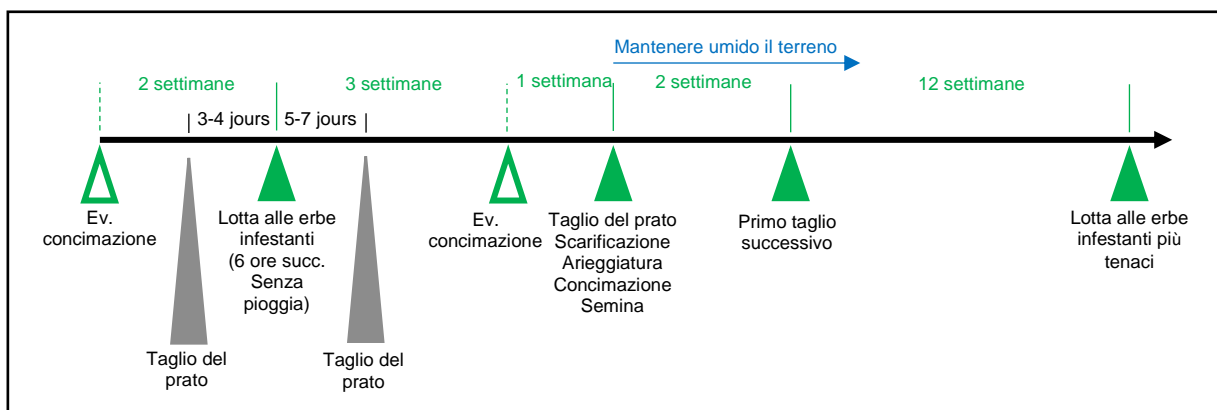 Mantenere umido il terreno
2 settimane
3 settimane
1 settimana
2 settimane
12 settimane
3-4 jours
5-7 jours
Ev.
concimazione
Lotta alle erbe
infestanti
(6 ore succ.
Senza
pioggia)
Ev.
concimazione
Taglio del prato
Scarificazione
Arieggiatura
Concimazione
Semina
Primo taglio
successivo
Lotta alle erbe
infestanti più
tenaci
Taglio del
prato
Taglio del
prato